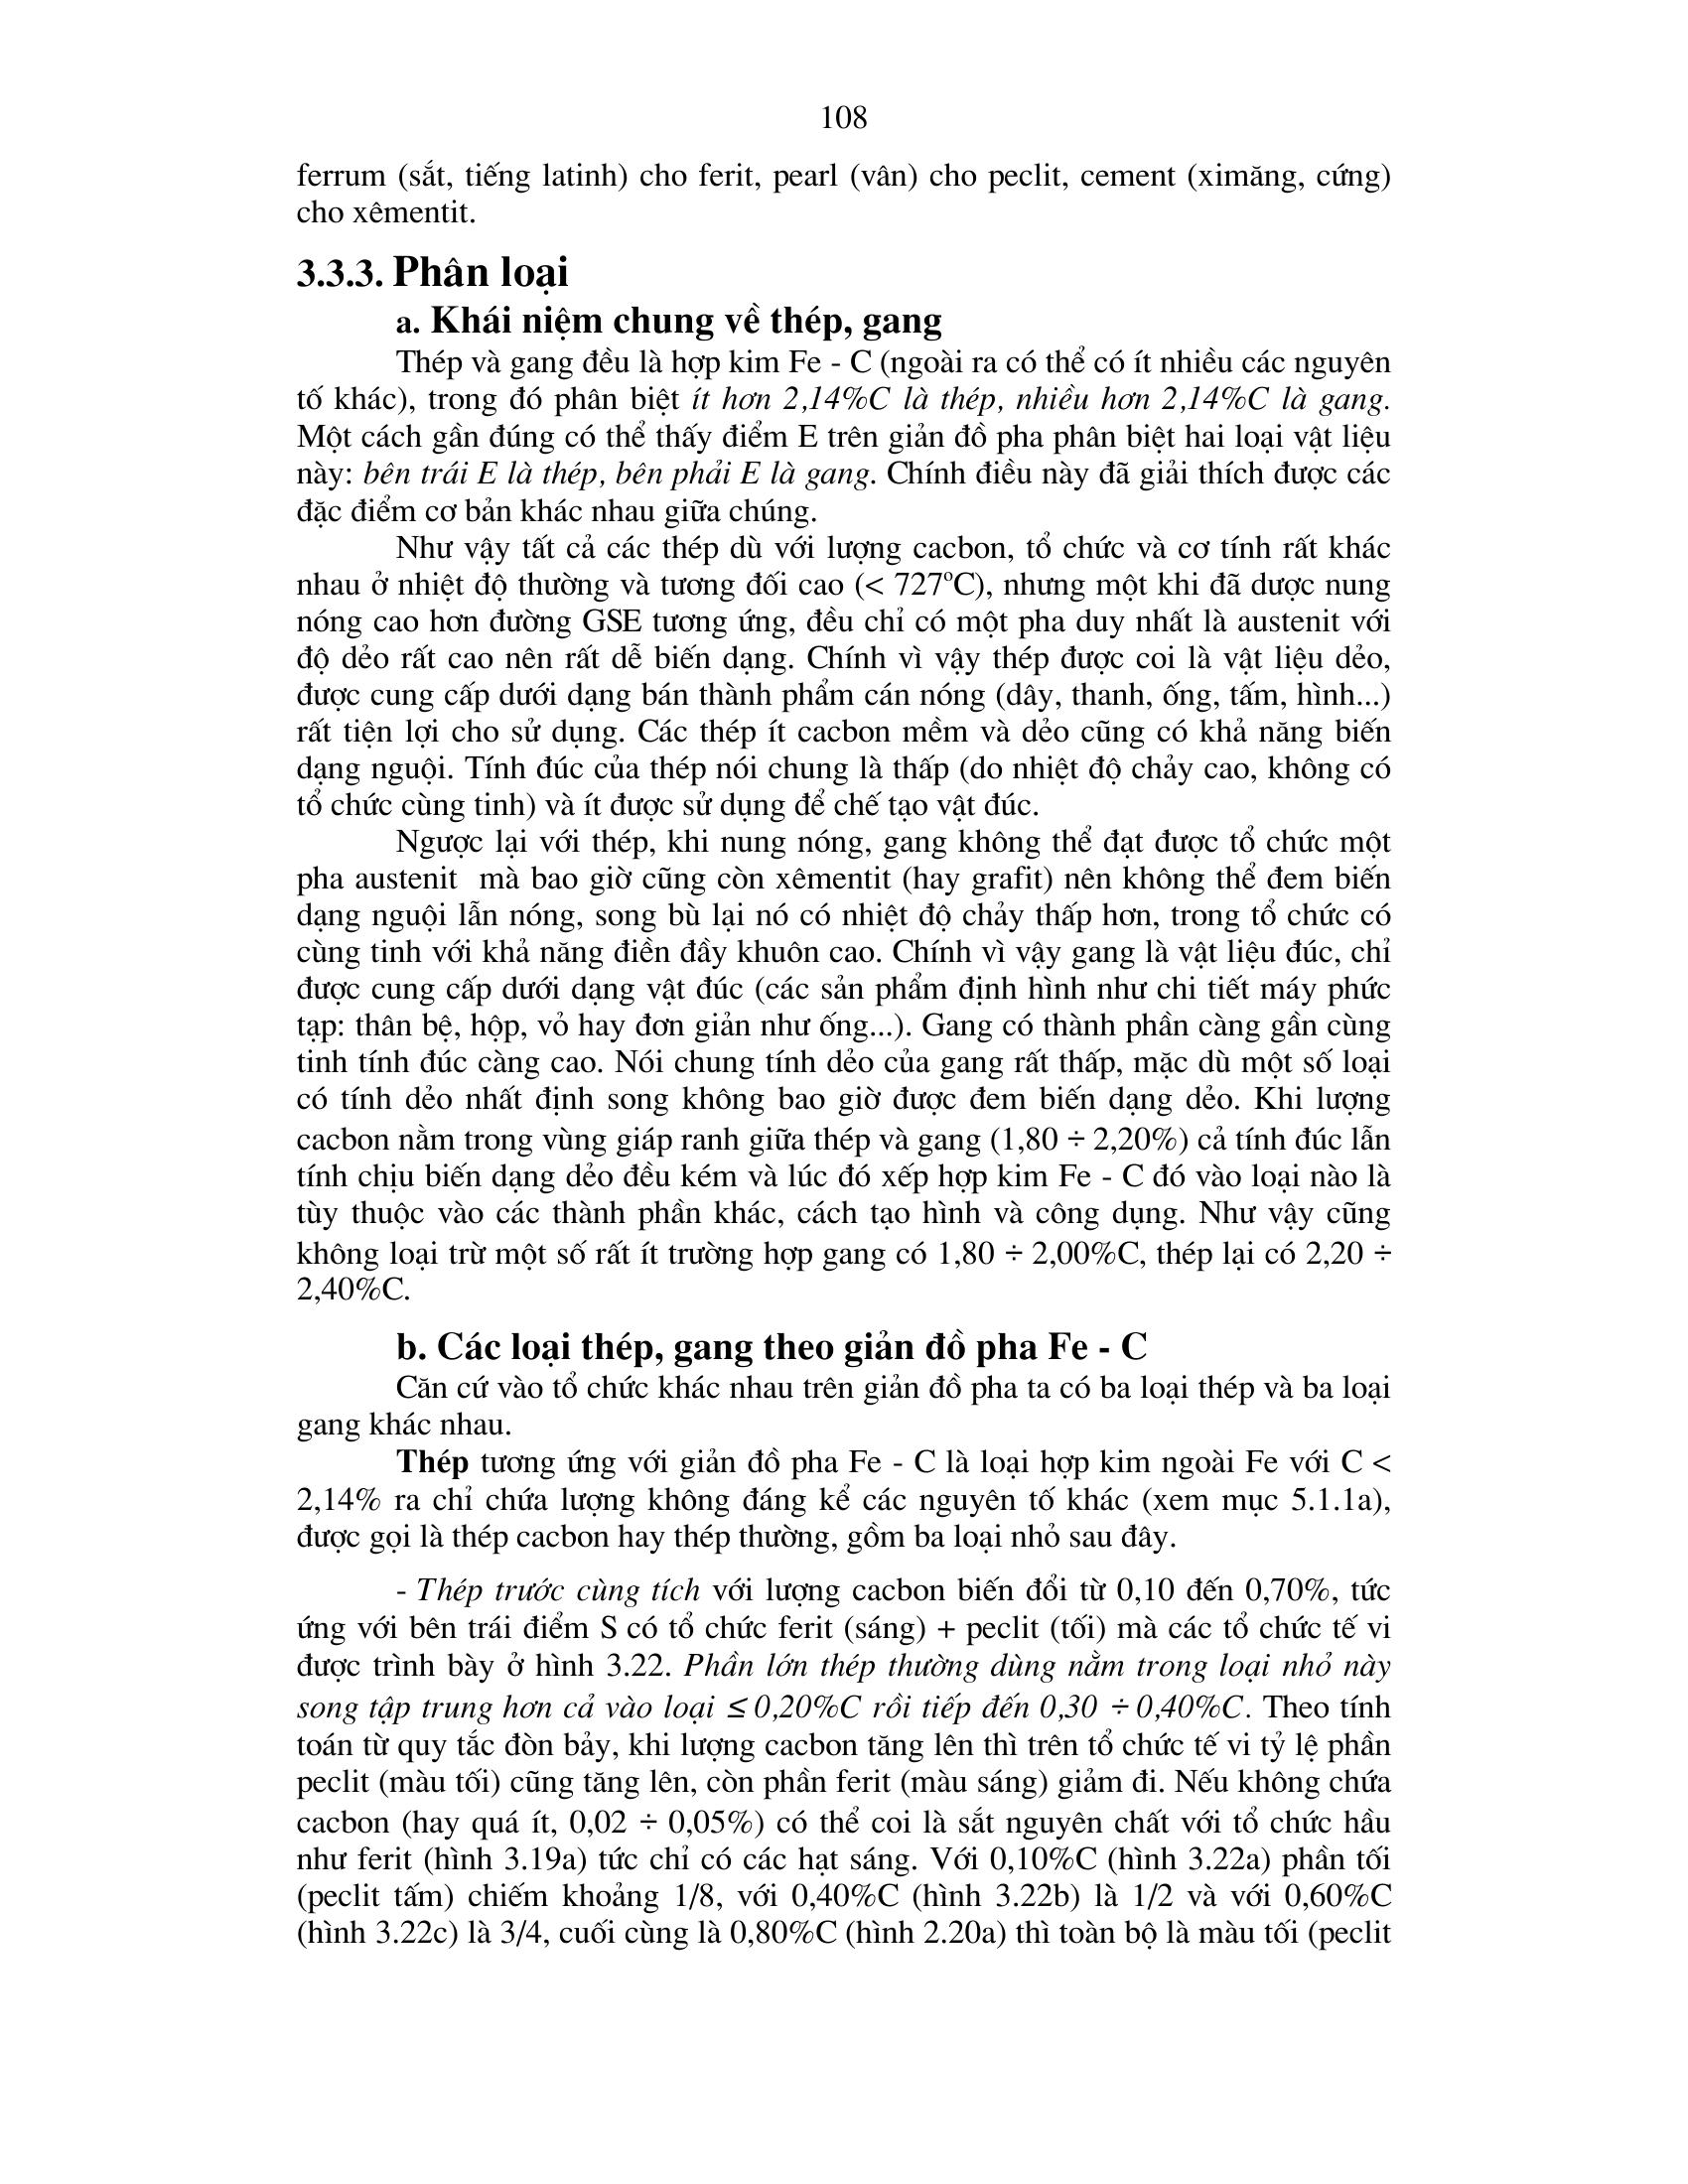 108
ferrum (sắt, tiếng latinh) cho ferit, pearl (vân) cho peclit, cement (ximăng, cứng)
cho xêmentit.
3.3.3. Phân loại
a. Khái niệm chung về thép, gang
Thép và gang đều là hợp kim Fe - C (ngoài ra có thể có ít nhiều các nguyên
tố khác), trong đó phân biệt ít hơn 2,14%C là thép, nhiều hơn 2,14%C là gang.
Một cách gần đúng có thể thấy điểm E trên giản đồ pha phân biệt hai loại vật liệu
này: bên trái E là thép, bên phải E là gang. Chính điều này đã giải thích được các
đặc điểm cơ bản khác nhau giữa chúng.
Như vậy tất cả các thép dù với lượng cacbon, tổ chức và cơ tính rất khác
nhau ở nhiệt độ thường và tương đối cao (< 727ºC), nhưng một khi đã dược nung
nóng cao hơn đường GSE tương ứng, đều chỉ có một pha duy nhất là austenit với
độ dẻo rất cao nên rất dễ biến dạng. Chính vì vậy thép được coi là vật liệu dẻo,
được cung cấp dưới dạng bán thành phẩm cán nóng (dây, thanh, ống, tấm, hình...)
rất tiện lợi cho sử dụng. Các thép ít cacbon mềm và dẻo cũng có khả năng biến
dạng nguội. Tính đúc của thép nói chung là thấp (do nhiệt độ chảy cao, không có
tổ chức cùng tinh) và ít được sử dụng để chế tạo vật đúc.
Ngược lại với thép, khi nung nóng, gang không thể đạt được tổ chức một
pha austenit  mà bao giờ cũng còn xêmentit (hay grafit) nên không thể đem biến
dạng nguội lẫn nóng, song bù lại nó có nhiệt độ chảy thấp hơn, trong tổ chức có
cùng tinh với khả năng điền đầy khuôn cao. Chính vì vậy gang là vật liệu đúc, chỉ
được cung cấp dưới dạng vật đúc (các sản phẩm định hình như chi tiết máy phức
tạp: thân bệ, hộp, vỏ hay đơn giản như ống...). Gang có thành phần càng gần cùng
tinh tính đúc càng cao. Nói chung tính dẻo của gang rất thấp, mặc dù một số loại
có tính dẻo nhất định song không bao giờ được đem biến dạng dẻo. Khi lượng
cacbon nằm trong vùng giáp ranh giữa thép và gang (1,80 ÷ 2,20%) cả tính đúc lẫn
tính chịu biến dạng dẻo đều kém và lúc đó xếp hợp kim Fe - C đó vào loại nào là
tùy thuộc vào các thành phần khác, cách tạo hình và công dụng. Như vậy cũng
không loại trừ một số rất ít trường hợp gang có 1,80 ÷ 2,00%C, thép lại có 2,20 ÷
2,40%C.
b. Các loại thép, gang theo giản đồ pha Fe - C
Căn cứ vào tổ chức khác nhau trên giản đồ pha ta có ba loại thép và ba loại
gang khác nhau.
Thép tương ứng với giản đồ pha Fe - C là loại hợp kim ngoài Fe với C <
2,14% ra chỉ chứa lượng không đáng kể các nguyên tố khác (xem mục 5.1.1a),
được gọi là thép cacbon hay thép thường, gồm ba loại nhỏ sau đây.
- Thép trước cùng tích với lượng cacbon biến đổi từ 0,10 đến 0,70%, tức
ứng với bên trái điểm S có tổ chức ferit (sáng) + peclit (tối) mà các tổ chức tế vi
được trình bày ở hình 3.22. Phần lớn thép thường dùng nằm trong loại nhỏ này
song tập trung hơn cả vào loại ≤ 0,20%C rồi tiếp đến 0,30 ÷ 0,40%C. Theo tính
toán từ quy tắc đòn bảy, khi lượng cacbon tăng lên thì trên tổ chức tế vi tỷ lệ phần
peclit (màu tối) cũng tăng lên, còn phần ferit (màu sáng) giảm đi. Nếu không chứa
cacbon (hay quá ít, 0,02 ÷ 0,05%) có thể coi là sắt nguyên chất với tổ chức hầu
như ferit (hình 3.19a) tức chỉ có các hạt sáng. Với 0,10%C (hình 3.22a) phần tối
(peclit tấm) chiếm khoảng 1/8, với 0,40%C (hình 3.22b) là 1/2 và với 0,60%C
(hình 3.22c) là 3/4, cuối cùng là 0,80%C (hình 2.20a) thì toàn bộ là màu tối (peclit